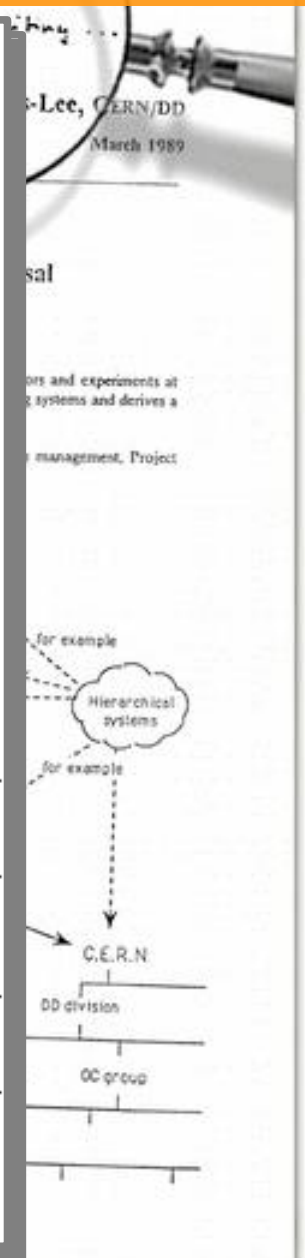 s-Lee, CERN/DD
March 1989
sal
ors and experiments at
g systems and derives a
management, Project
for example
Hierarchical
systems
for example
C.E.R.N
DD division
OC group